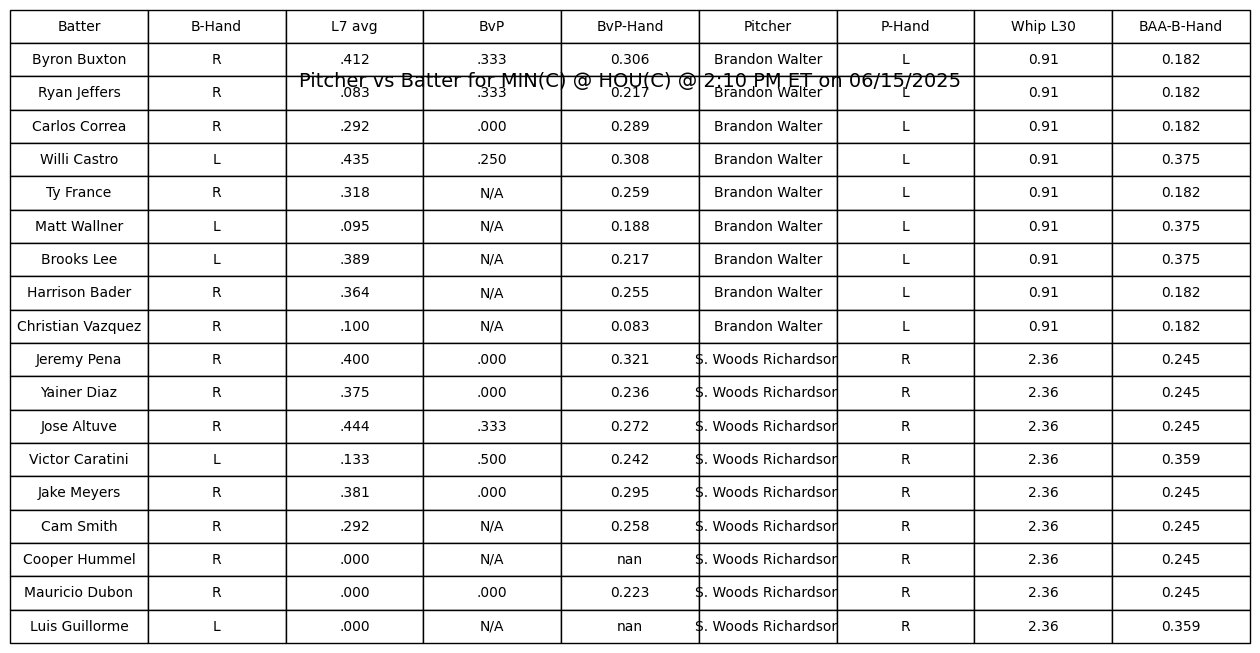 Batter B-Hand L7 avg BvP BvP-Hand Pitcher P-Hand Whip L30 BAA-B-Hand
Byron Buxton R .412 .333 0.306 Brandon Walter L 0.91 0.182
Pitcher vs Batter for MIN(C) @ HOU(C) @ 2:10 PM ET on 06/15/2025
Ryan Jeffers R .083 .333 0.217 Brandon Walter L 0.91 0.182
Carlos Correa R .292 .000 0.289 Brandon Walter L 0.91 0.182
Willi Castro L .435 .250 0.308 Brandon Walter L 0.91 0.375
Ty France R .318 N/A 0.259 Brandon Walter L 0.91 0.182
Matt Wallner L .095 N/A 0.188 Brandon Walter L 0.91 0.375
Brooks Lee L .389 N/A 0.217 Brandon Walter L 0.91 0.375
Harrison Bader R .364 N/A 0.255 Brandon Walter L 0.91 0.182
Christian Vazquez R .100 N/A 0.083 Brandon Walter L 0.91 0.182
Jeremy Pena R .400 .000 0.321 S. Woods Richardson R 2.36 0.245
Yainer Diaz R .375 .000 0.236 S. Woods Richardson R 2.36 0.245
Jose Altuve R .444 .333 0.272 S. Woods Richardson R 2.36 0.245
Victor Caratini L .133 .500 0.242 S. Woods Richardson R 2.36 0.359
Jake Meyers R .381 .000 0.295 S. Woods Richardson R 2.36 0.245
Cam Smith R .292 N/A 0.258 S. Woods Richardson R 2.36 0.245
Cooper Hummel R .000 N/A nan S. Woods Richardson R 2.36 0.245
Mauricio Dubon R .000 .000 0.223 S. Woods Richardson R 2.36 0.245
Luis Guillorme L .000 N/A nan S. Woods Richardson R 2.36 0.359